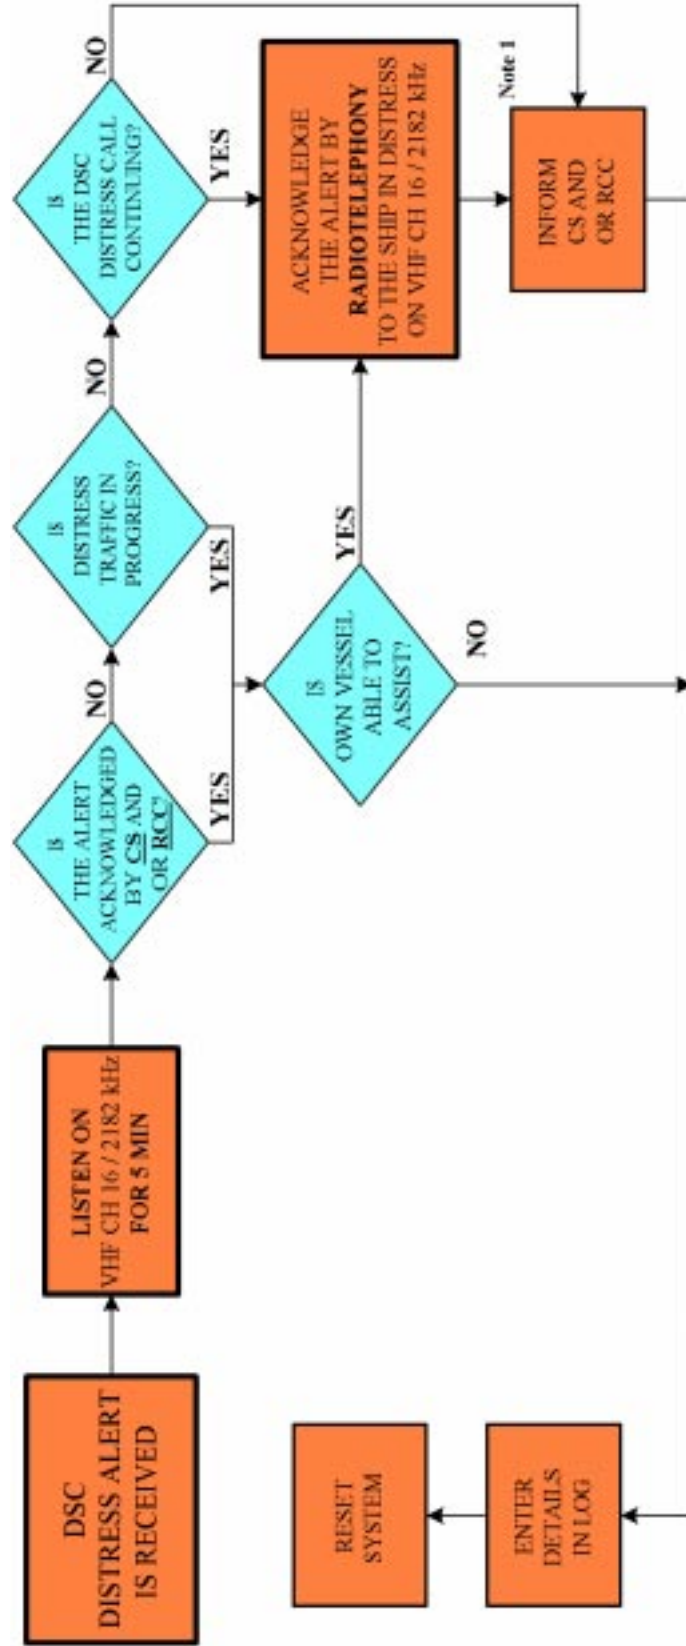 DSC
DISTRESS ALERT
IS RECEIVED
LISTEN ON
VHF CH 16 / 2182 kHz
FOR 5 MIN
IS
THE ALERT
ACKNOWLEDGED
BY CS AND
OR RCC?
NO
YES
IS
DISTRESS
TRAFFIC IN
PROGRESS?
NO
YES
IS
THE DSC
DISTRESS CALL
CONTINUING?
NO
YES
IS
OWN VESSEL
ABLE TO
ASSIST?
YES
NO
ACKNOWLEDGE
THE ALERT BY
RADIOTELEPHONY
TO THE SHIP IN DISTRESS
ON VHF CH 16 / 2182 kHz
Note 1
INFORM
CS AND
OR RCC
RESET
SYSTEM
ENTER
DETAILS
IN LOG